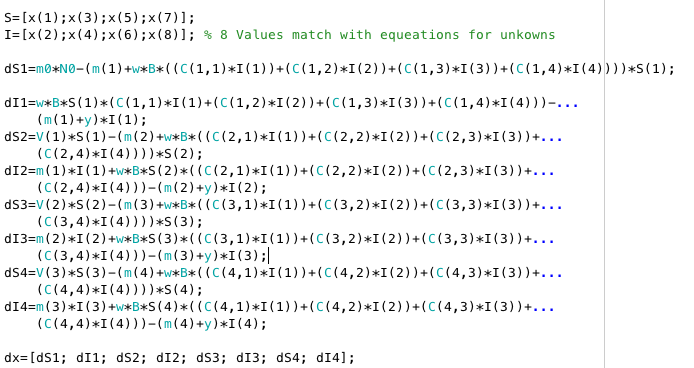 S=[x(1);x(3);x(5);x(7)];
I=[x(2);x(4);x(6);x(8)]; % 8 Values match with equeations for unkowns
dS1=m0*N0-(m(1)+w*B*((C(1,1)*I(1))+(C(1,2)*I(2))+(C(1,3)*I(3))+(C(1,4)*I(4))))*S(1);
dI1=w*B*S(1)*(C(1,1)*I(1)+(C(1,2)*I(2))+(C(1,3)*I(3))+(C(1,4)*I(4)))-...
(m(1)+y)*I(1);
dS2=V(1)*S(1)-(m(2)+w*B*((C(2,1)*I(1))+(C(2,2)*I(2))+(C(2,3)*I(3))+...
(C(2,4)*I(4))))*S(2);
dI2=m(1)*I(1)+w*B*S(2)*((C(2,1)*I(1))+(C(2,2)*I(2))+(C(2,3)*I(3))+...
(C(2,4)*I(4)))-(m(2)+y)*I(2);
dS3=V(2)*S(2)-(m(3)+w*B*((C(3,1)*I(1))+(C(3,2)*I(2))+(C(3,3)*I(3))+...
(C(3,4)*I(4))))*S(3);
dI3=m(2)*I(2)+w*B*S(3)*((C(3,1)*I(1))+(C(3,2)*I(2))+(C(3,3)*I(3))+...
(C(3,4)*I(4)))-(m(3)+y)*I(3);
dS4=V(3)*S(3)-(m(4)+w*B*((C(4,1)*I(1))+(C(4,2)*I(2))+(C(4,3)*I(3))+...
(C(4,4)*I(4))))*S(4);
dI4=m(3)*I(3)+w*B*S(4)*((C(4,1)*I(1))+(C(4,2)*I(2))+(C(4,3)*I(3))+...
(C(4,4)*I(4)))-(m(4)+y)*I(4);
dx=[dS1; dI1; dS2; dI2; dS3; dI3; dS4; dI4];